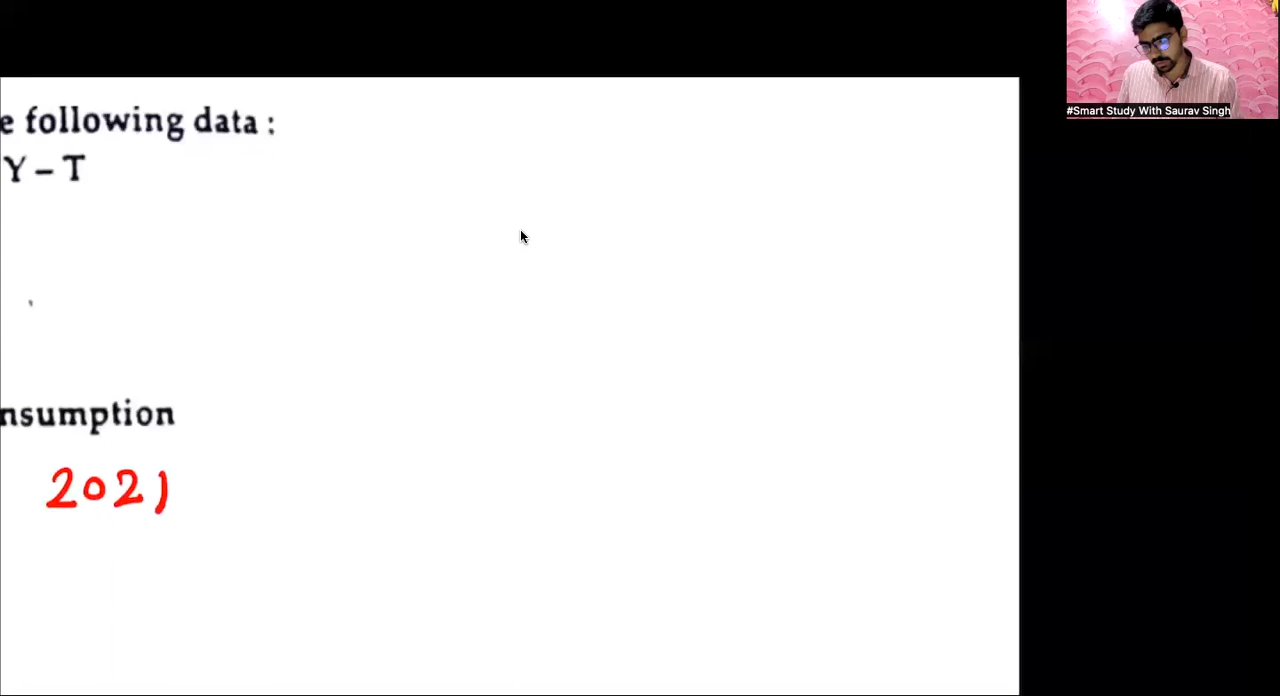 #Smart Study With Saurav Singh
e following data :
Y – T
nsumption
2021